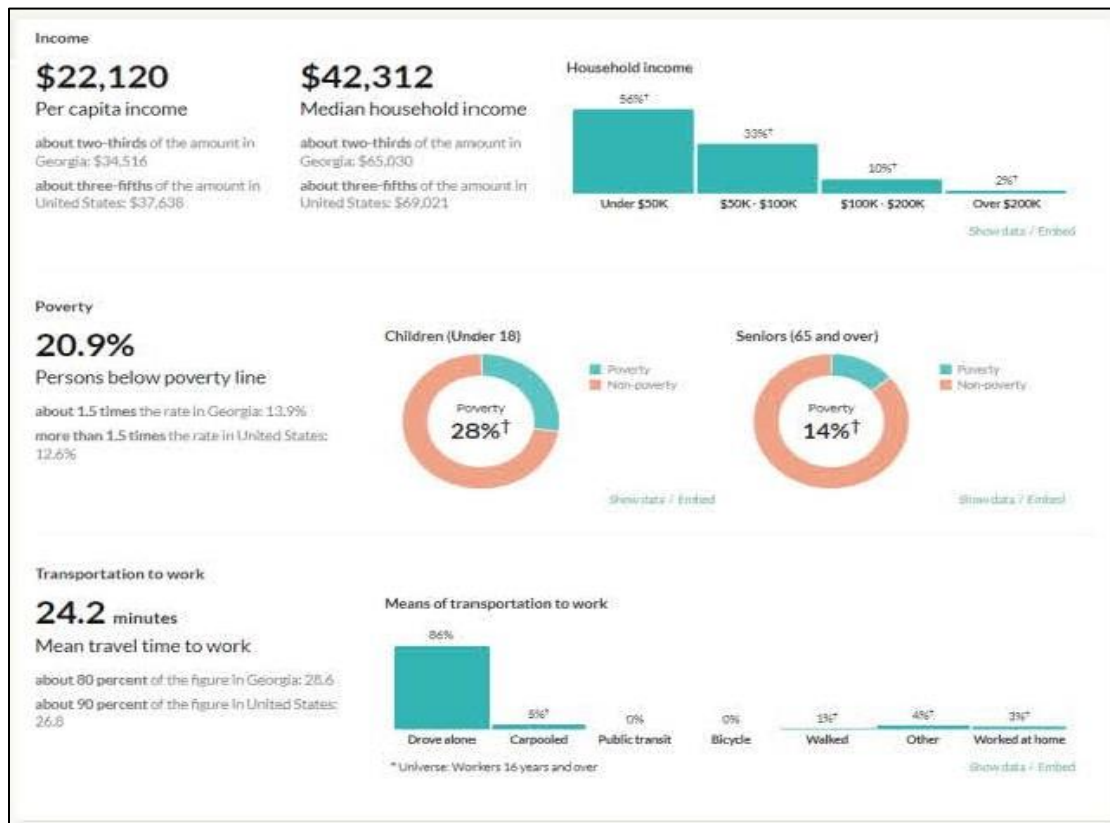 Income
$22,120
Per capita income
about two-thirds of the amount in
Georgia: $34,516
about three-fifths of the amount in
United States: $37,638
$42,312
Median household income
about two-thirds of the amount in
Georgia: $65,030
about three-fifths of the amount in
United States: $69,021
Household income
56%†
33%†
10%†
2%†
Under $50K
$50K - $100K
$100K - $200K
Over $200K
Show data / Embed
Poverty
20.9%
Persons below poverty line
about 1.5 times the rate in Georgia: 13.9%
more than 1.5 times the rate in United States:
12.6%
Children (Under 18)
Poverty
28%†
Poverty
Non-poverty
Show data / Embed
Seniors (65 and over)
Poverty
14%†
Poverty
Non-poverty
Show data / Embed
Transportation to work
24.2 minutes
Mean travel time to work
about 80 percent of the figure in Georgia: 28.6
about 90 percent of the figure in United States:
26.8
Means of transportation to work
86%
5%†
0%
0%
1%†
4%†
3%†
Drove alone
Carpooled
Public transit
Bicycle
Walked
Other
Worked at home
* Universe: Workers 16 years and over
Show data / Embed